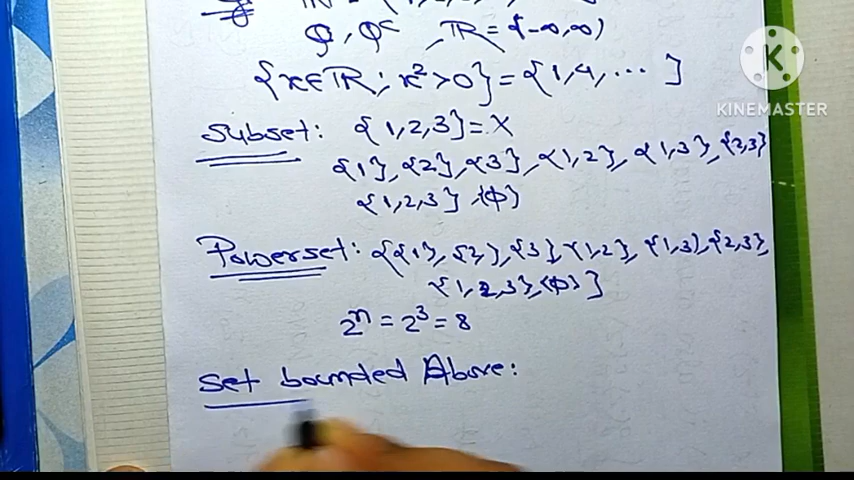 Q, Qᶜ, ℝ = {-∞,∞)
{x∈ℝ; x²>0} = {1,4, ... }
KINEMASTER
Subset: {1,2,3} = X
{1}, {2}, {3}, {1,2}, {1,3}, {2,3}
{1,2,3}, {φ}
Powerset: {{1}, {2}, {3}, {1,2}, {1,3}, {2,3},
{1,2,3}, {φ}}
2ⁿ = 2³ = 8
Set bounded Above: